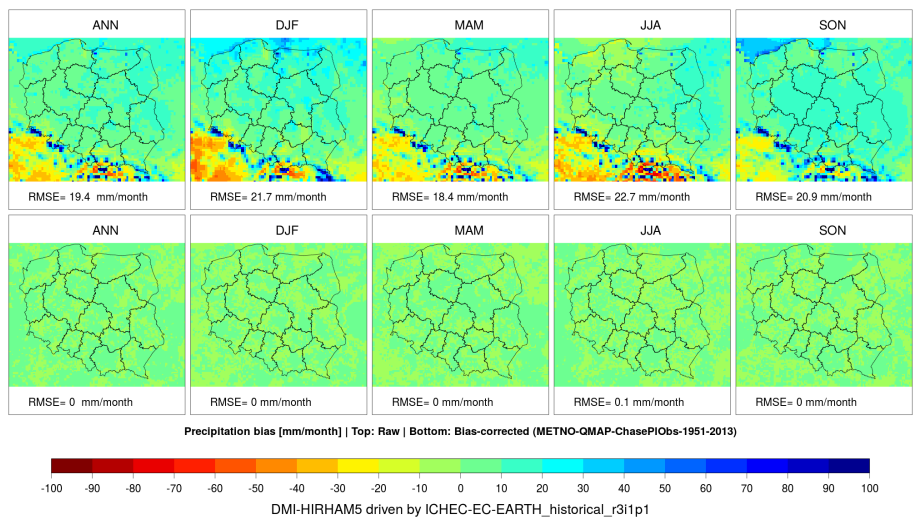 ANN DJF MAM JJA SON
RMSE= 19.4  mm/month RMSE= 21.7 mm/month RMSE= 18.4 mm/month RMSE= 22.7 mm/month RMSE= 20.9 mm/month
ANN DJF MAM JJA SON
RMSE= 0  mm/month RMSE= 0 mm/month RMSE= 0 mm/month RMSE= 0.1 mm/month RMSE= 0 mm/month
Precipitation bias [mm/month] | Top: Raw | Bottom: Bias-corrected (METNO-QMAP-ChasePlObs-1951-2013)
-100 -90 -80 -70 -60 -50 -40 -30 -20 -10 0 10 20 30 40 50 60 70 80 90 100
DMI-HIRHAM5 driven by ICHEC-EC-EARTH_historical_r3i1p1